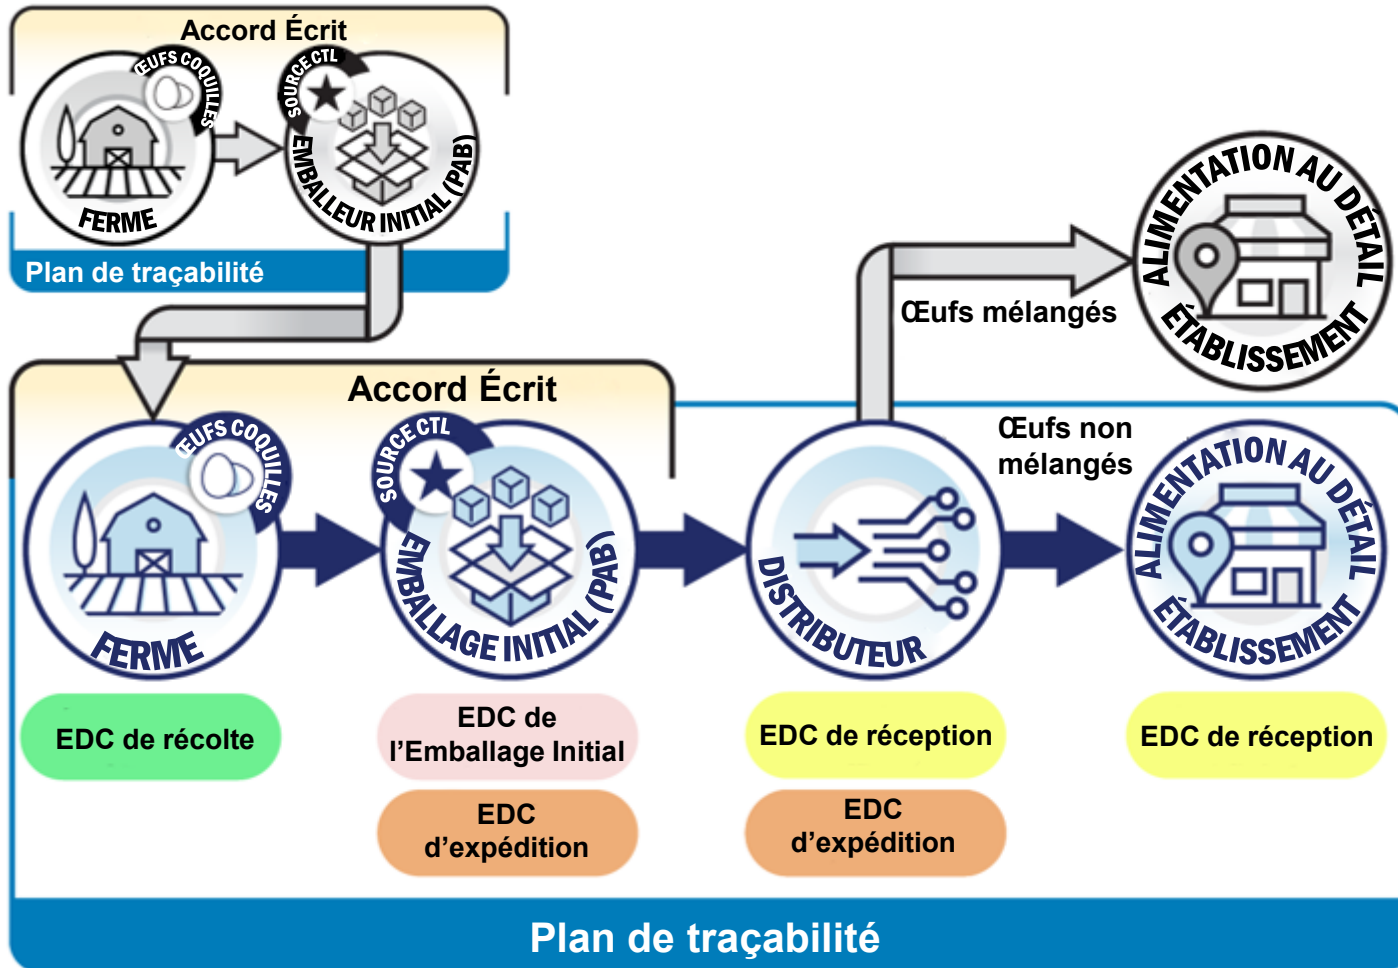 Accord Écrit
ŒUFS COQUILLES
SOURCE CTL
FERME
EMBALLEUR INITIAL (PAB)
Plan de traçabilité
ALIMENTATION AU DÉTAIL
ÉTABLISSEMENT
Œufs mélangés
Accord Écrit
ŒUFS COQUILLES
SOURCE CTL
Œufs non
mélangés
FERME
EMBALLAGE INITIAL (PAB)
DISTRIBUTEUR
ALIMENTATION AU DÉTAIL
ÉTABLISSEMENT
EDC de récolte
EDC de
l’Emballage Initial
EDC de réception
EDC de réception
EDC
d’expédition
EDC
d’expédition
Plan de traçabilité